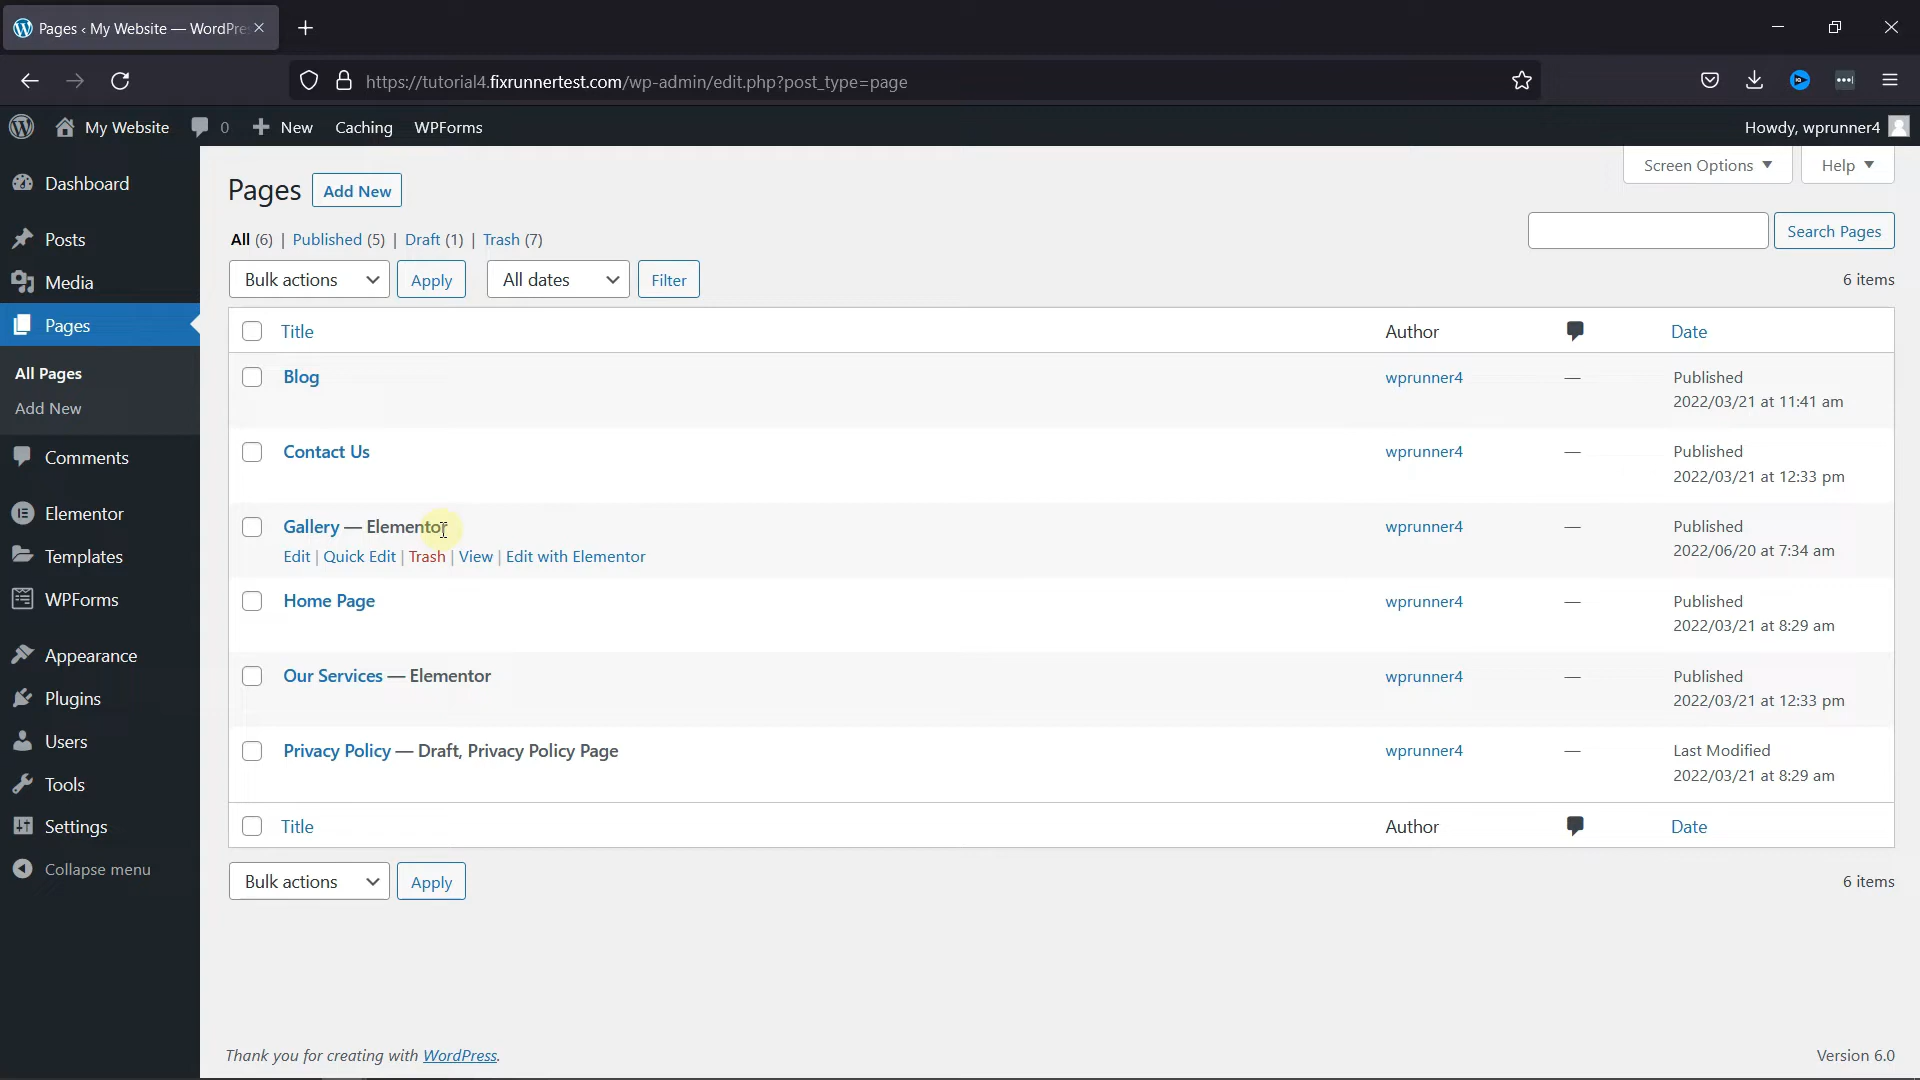 Pages ‹ My Website — WordPre
https://tutorial4.fixrunnertest.com/wp-admin/edit.php?post_type=page
My Website 0 New Caching WPForms Howdy, wprunner4
Screen Options Help
Dashboard
Posts
Media
Pages
All Pages
Add New
Comments
Elementor
Templates
WPForms
Appearance
Plugins
Users
Tools
Settings
Collapse menu
Pages Add New
All (6) | Published (5) | Draft (1) | Trash (7)
Search Pages
Bulk actions Apply All dates Filter 6 items
Title Author Date
Blog wprunner4 — Published
2022/03/21 at 11:41 am
Contact Us wprunner4 — Published
2022/03/21 at 12:33 pm
Gallery — Elementor wprunner4 — Published
Edit | Quick Edit | Trash | View | Edit with Elementor 2022/06/20 at 7:34 am
Home Page wprunner4 — Published
2022/03/21 at 8:29 am
Our Services — Elementor wprunner4 — Published
2022/03/21 at 12:33 pm
Privacy Policy — Draft, Privacy Policy Page wprunner4 — Last Modified
2022/03/21 at 8:29 am
Title Author Date
Bulk actions Apply 6 items
Thank you for creating with WordPress. Version 6.0